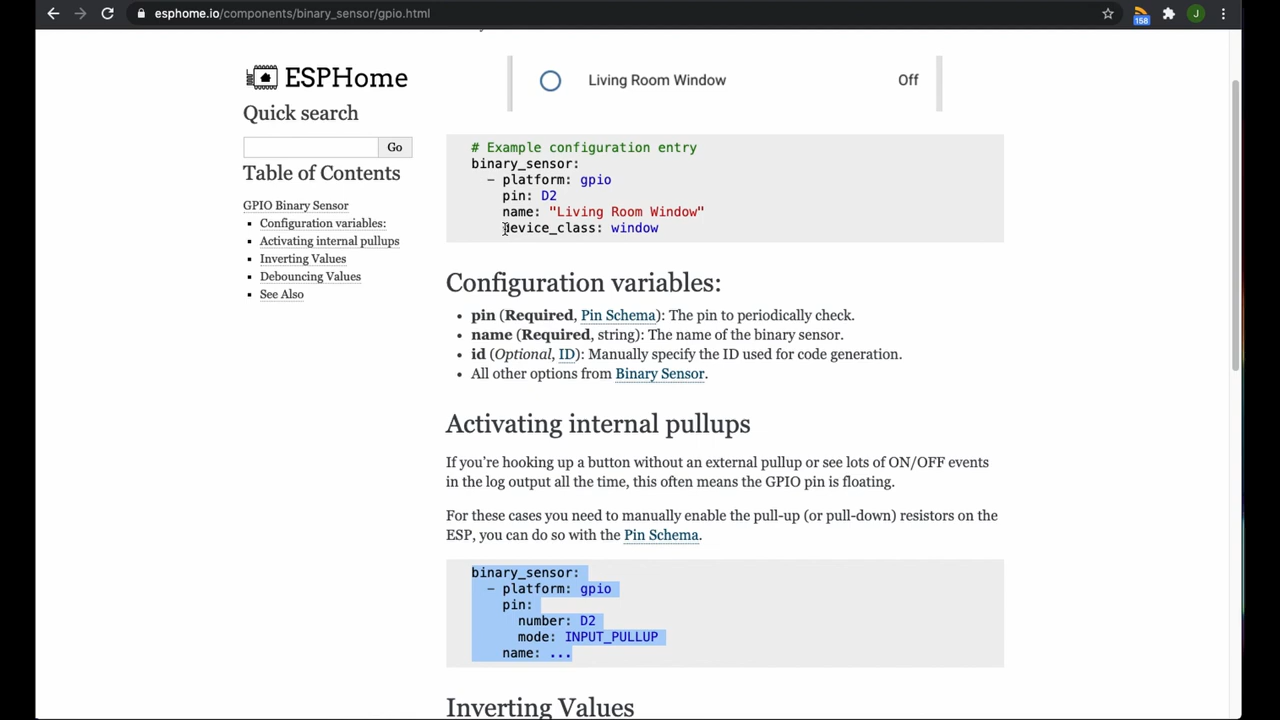 esphome.io/components/binary_sensor/gpio.html
158
J
ESPHome
Quick search
Go
Table of Contents
GPIO Binary Sensor
Configuration variables:
Activating internal pullups
Inverting Values
Debouncing Values
See Also
Living Room Window Off
# Example configuration entry
binary_sensor:
- platform: gpio
pin: D2
name: "Living Room Window"
device_class: window
Configuration variables:
• pin (Required, Pin Schema): The pin to periodically check.
• name (Required, string): The name of the binary sensor.
• id (Optional, ID): Manually specify the ID used for code generation.
• All other options from Binary Sensor.
Activating internal pullups
If you’re hooking up a button without an external pullup or see lots of ON/OFF events
in the log output all the time, this often means the GPIO pin is floating.
For these cases you need to manually enable the pull-up (or pull-down) resistors on the
ESP, you can do so with the Pin Schema.
binary_sensor:
- platform: gpio
pin:
number: D2
mode: INPUT_PULLUP
name: ...
Inverting Values